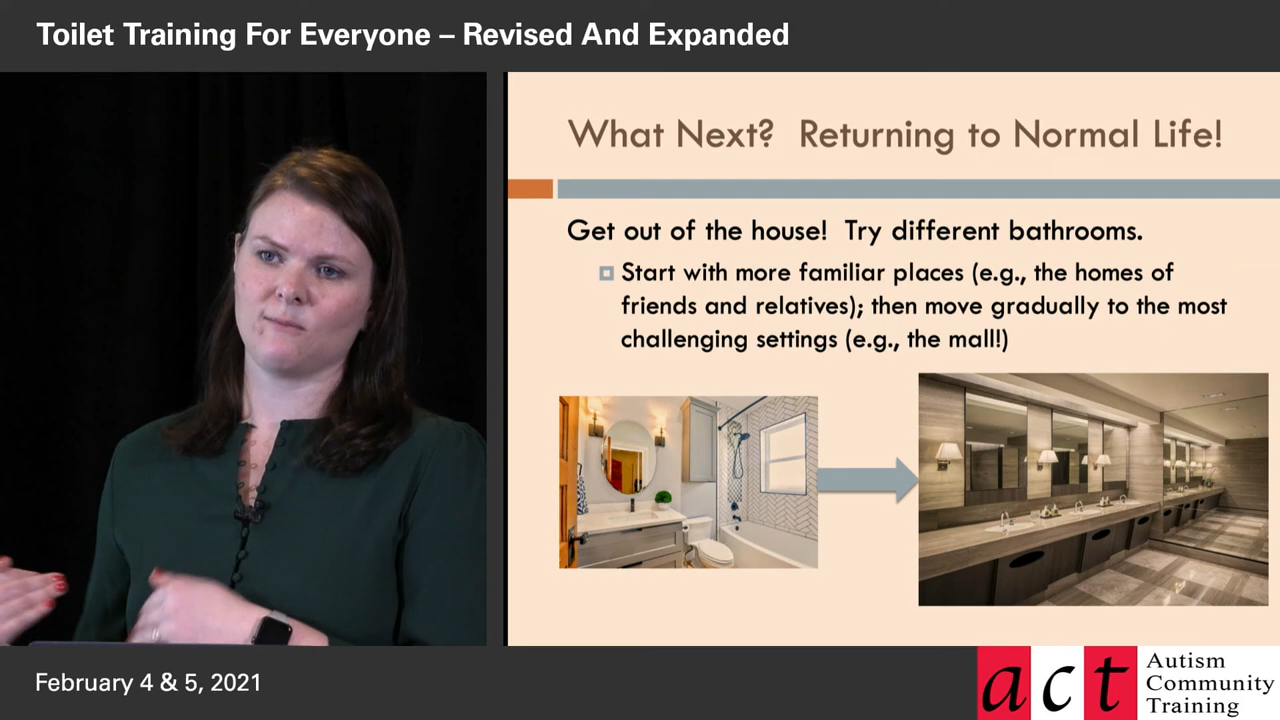 Toilet Training For Everyone – Revised And Expanded
What Next? Returning to Normal Life!
Get out of the house! Try different bathrooms.
Start with more familiar places (e.g., the homes of
friends and relatives); then move gradually to the most
challenging settings (e.g., the mall!)
February 4 & 5, 2021
act
Autism
Community
Training